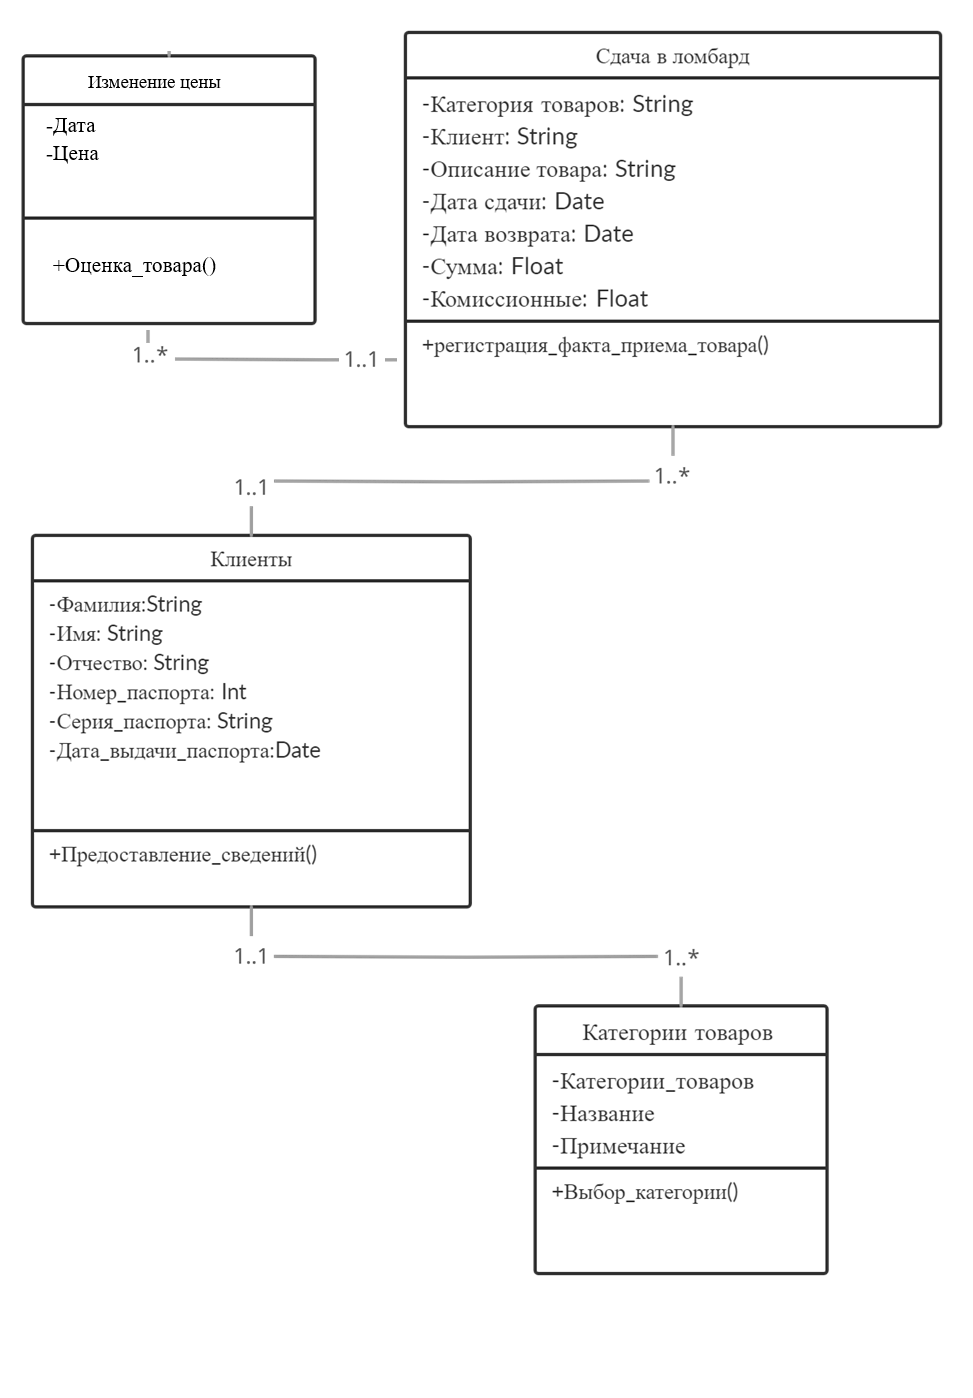 Изменение цены
-Дата
-Цена
+Оценка_товара()
Сдача в ломбард
-Категория товаров: String
-Клиент: String
-Описание товара: String
-Дата сдачи: Date
-Дата возврата: Date
-Сумма: Float
-Комиссионные: Float
+регистрация_факта_приема_товара()
1..*
1..1
1..*
1..1
Клиенты
-Фамилия:String
-Имя: String
-Отчество: String
-Номер_паспорта: Int
-Серия_паспорта: String
-Дата_выдачи_паспорта:Date
+Предоставление_сведений()
1..1
1..*
Категории товаров
-Категории_товаров
-Название
-Примечание
+Выбор_категории()